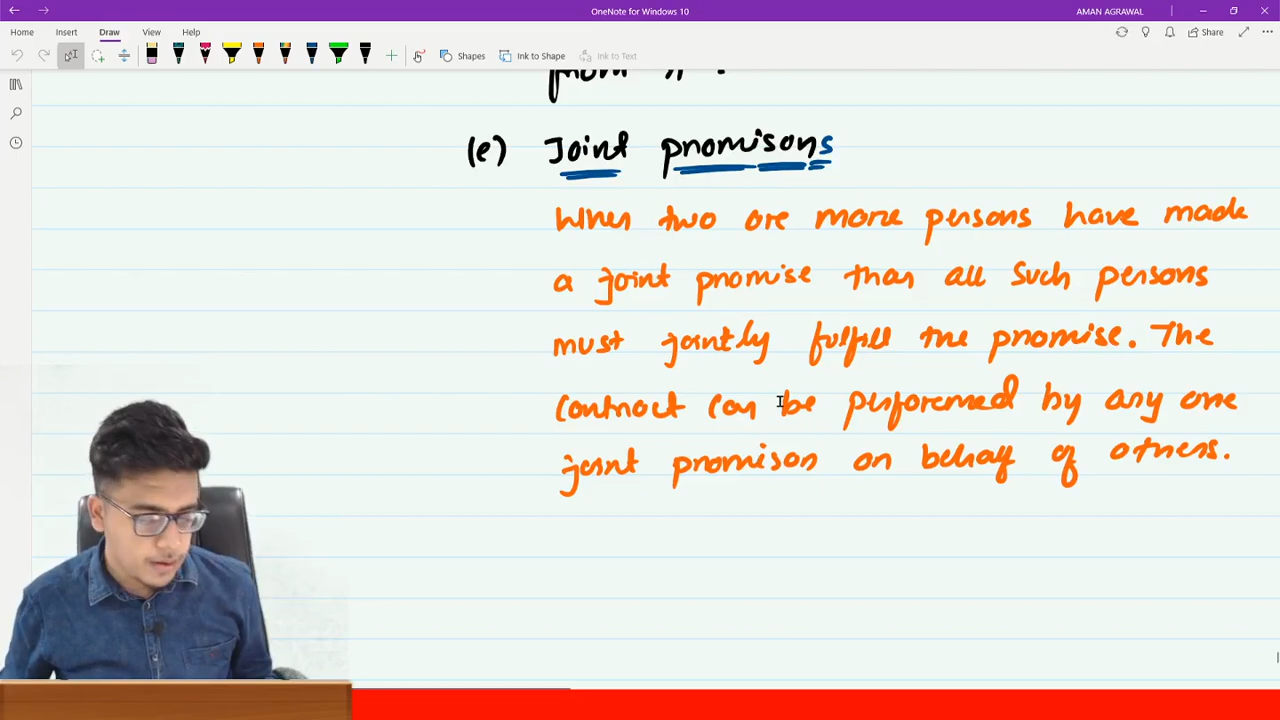 OneNote for Windows 10
AMAN AGRAWAL
Home Insert Draw View Help
Share
Shapes Ink to Shape Ink to Text
from
(e) Joint promisors
When two or more persons have made
a joint promise than all such persons
must jointly fulfill the promise. The
contract can be performed by any one
joint promisor on behalf of others.